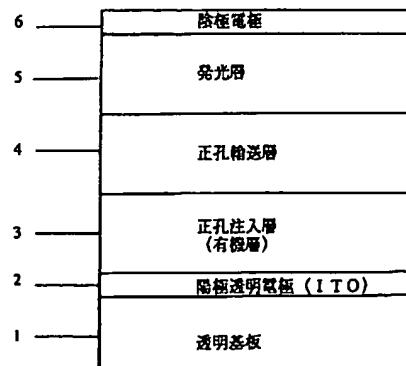 6 陰極電極
5 発光層
4 正孔輸送層
3 正孔注入層
(有機層)
2 陽極透明電極 (ITO)
1 透明基板